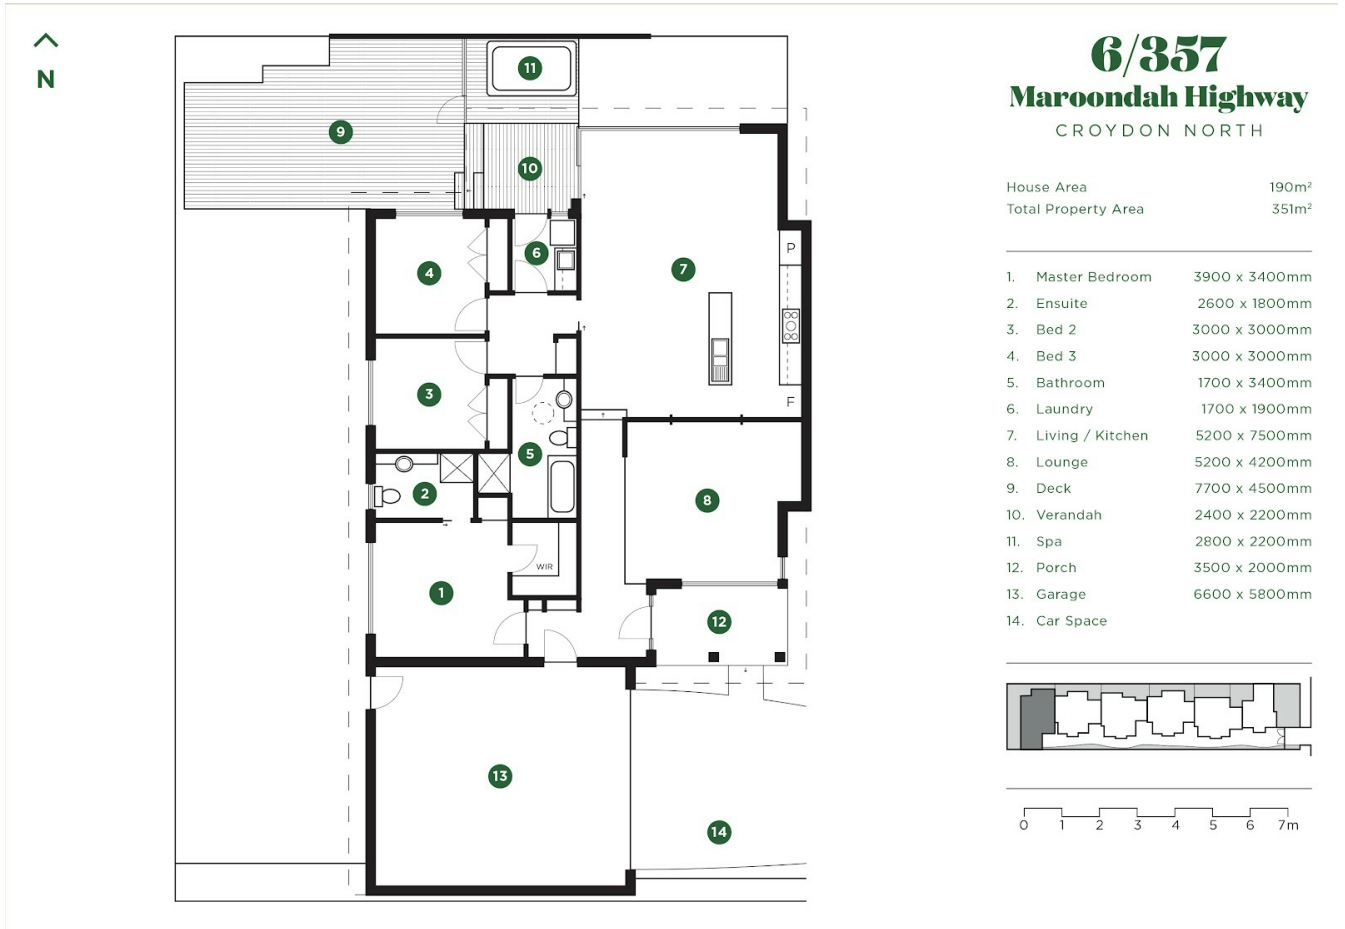 N
6/357
Maroondah Highway
CROYDON NORTH
House Area 190m²
Total Property Area 351m²
1. Master Bedroom 3900 x 3400mm
2. Ensuite 2600 x 1800mm
3. Bed 2 3000 x 3000mm
4. Bed 3 3000 x 3000mm
5. Bathroom 1700 x 3400mm
6. Laundry 1700 x 1900mm
7. Living / Kitchen 5200 x 7500mm
8. Lounge 5200 x 4200mm
9. Deck 7700 x 4500mm
10. Verandah 2400 x 2200mm
11. Spa 2800 x 2200mm
12. Porch 3500 x 2000mm
13. Garage 6600 x 5800mm
14. Car Space
0 1 2 3 4 5 6 7m
11
9
10
6
P
7
4
3
F
5
2
8
WIR
1
12
13
14